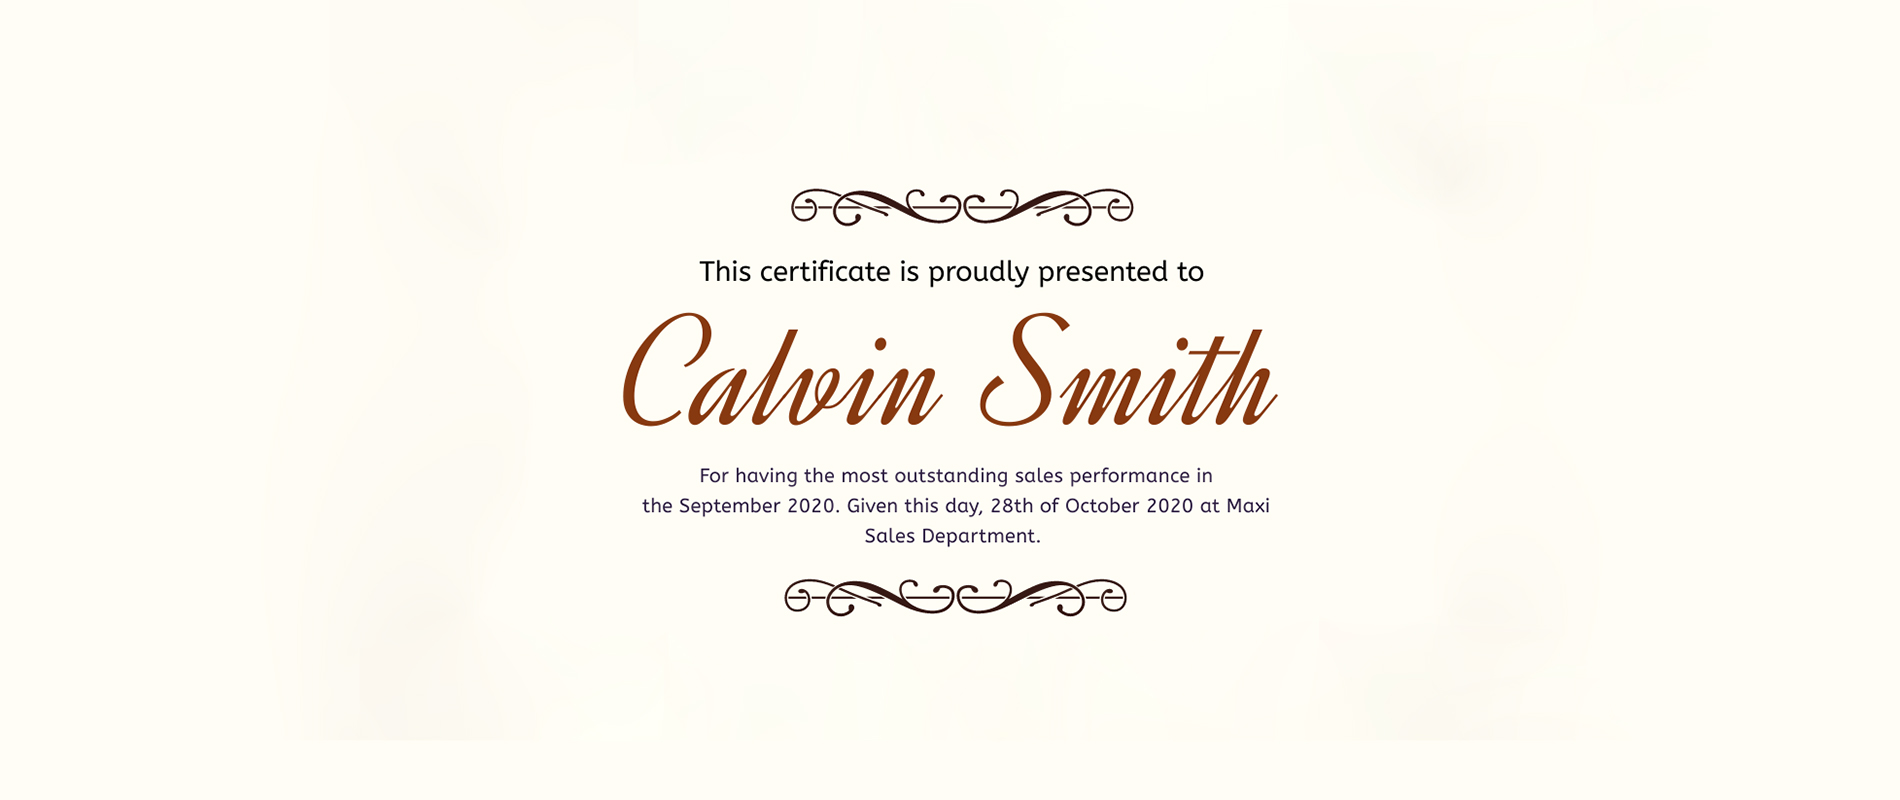 This certificate is proudly presented to
Calvin Smith
For having the most outstanding sales performance in
the September 2020. Given this day, 28th of October 2020 at Maxi
Sales Department.